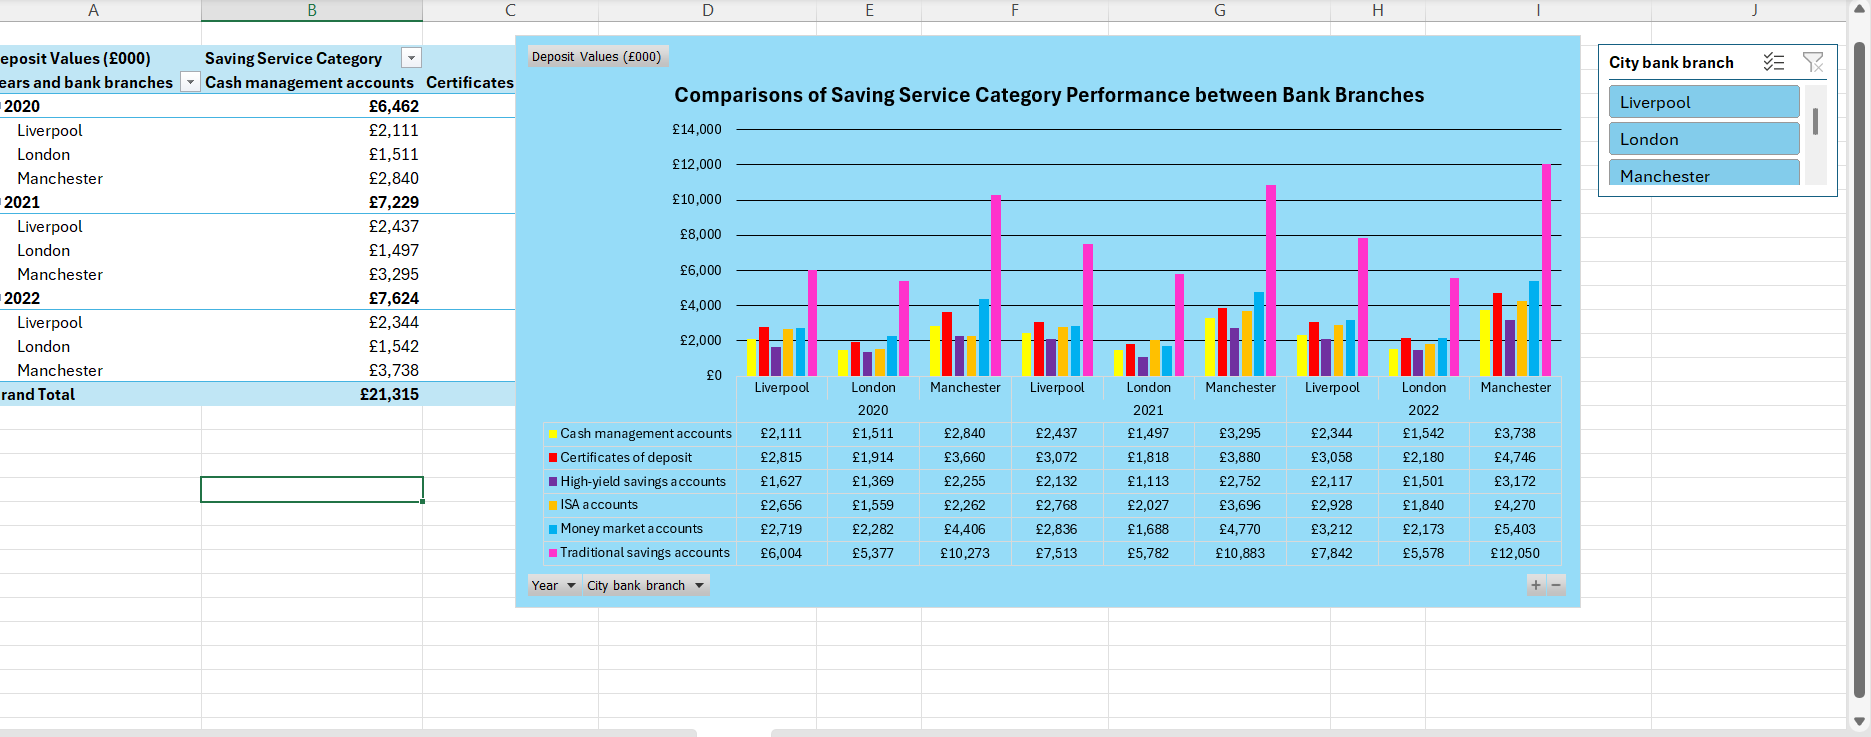 A B C D E F G H I J
eposit Values (£000) Saving Service Category
ears and bank branches Cash management accounts Certificates
2020 £6,462
Liverpool £2,111
London £1,511
Manchester £2,840
2021 £7,229
Liverpool £2,437
London £1,497
Manchester £3,295
2022 £7,624
Liverpool £2,344
London £1,542
Manchester £3,738
rand Total £21,315
Deposit Values (£000)
Comparisons of Saving Service Category Performance between Bank Branches
£14,000
£12,000
£10,000
£8,000
£6,000
£4,000
£2,000
£0
Liverpool London Manchester Liverpool London Manchester Liverpool London Manchester
2020 2021 2022
Cash management accounts £2,111 £1,511 £2,840 £2,437 £1,497 £3,295 £2,344 £1,542 £3,738
Certificates of deposit £2,815 £1,914 £3,660 £3,072 £1,818 £3,880 £3,058 £2,180 £4,746
High-yield savings accounts £1,627 £1,369 £2,255 £2,132 £1,113 £2,752 £2,117 £1,501 £3,172
ISA accounts £2,656 £1,559 £2,262 £2,768 £2,027 £3,696 £2,928 £1,840 £4,270
Money market accounts £2,719 £2,282 £4,406 £2,836 £1,688 £4,770 £3,212 £2,173 £5,403
Traditional savings accounts £6,004 £5,377 £10,273 £7,513 £5,782 £10,883 £7,842 £5,578 £12,050
Year City bank branch + −
City bank branch
Liverpool
London
Manchester